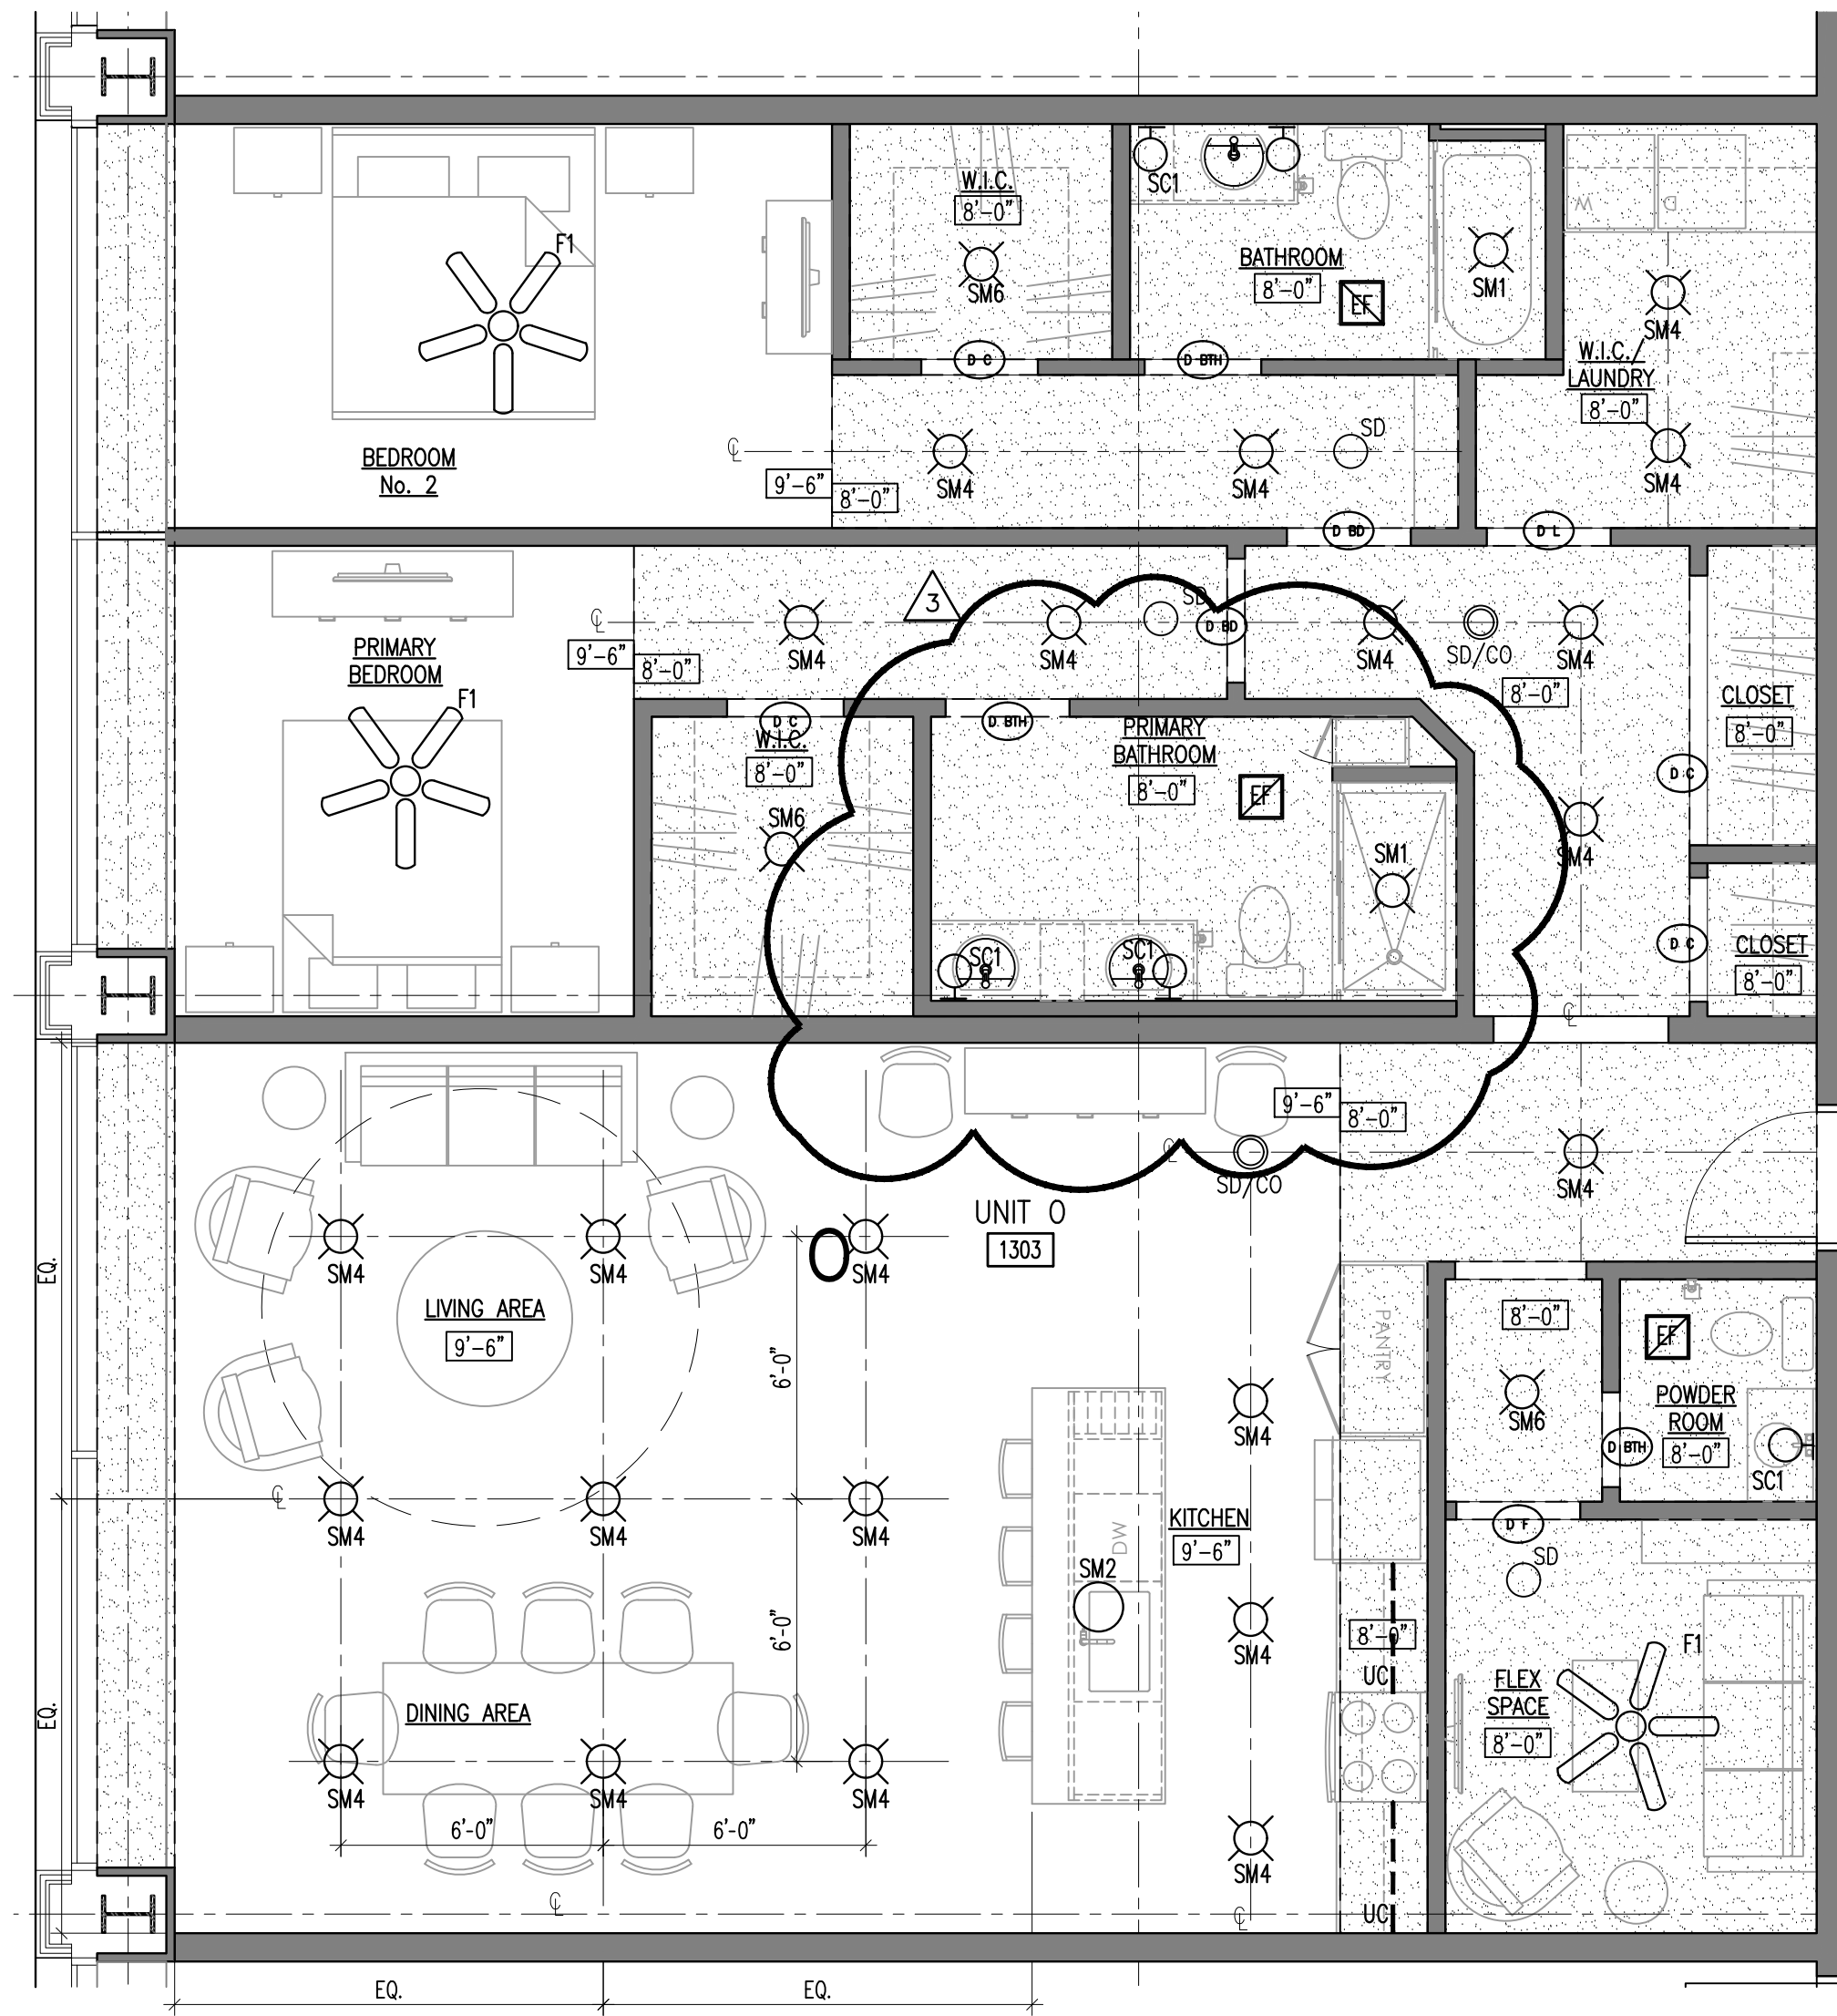 W.I.C.
8'-0"
SM6
SC1
BATHROOM
8'-0"
EF
SM1
W
D
SM4
W.I.C./
LAUNDRY
8'-0"
SM4
F1
BEDROOM
No. 2
D C
D BTH
℄
9'-6"
8'-0"
SM4
SM4
SD
D BD
D L
PRIMARY
BEDROOM
F1
℄
9'-6"
8'-0"
SM4
3
SM4
SD
D BD
SM4
SD/CO
SM4
8'-0"
CLOSET
8'-0"
D C
W.I.C.
8'-0"
SM6
D BTH
PRIMARY
BATHROOM
8'-0"
EF
SM1
SC1
SC1
D C
SM4
D C
CLOSET
8'-0"
℄
9'-6"
8'-0"
℄
SD/CO
SM4
UNIT O
1303
O
EQ.
SM4
SM4
SM4
LIVING AREA
9'-6"
6'-0"
PANTRY
8'-0"
SM6
EF
POWDER
ROOM
8'-0"
D BTH
SC1
SM4
℄
SM4
SM4
SM4
KITCHEN
9'-6"
DW
SM2
D F
SD
6'-0"
SM4
8'-0"
UC
F1
FLEX
SPACE
8'-0"
EQ.
DINING AREA
SM4
SM4
SM4
6'-0"
6'-0"
SM4
℄
℄
UC
EQ.
EQ.